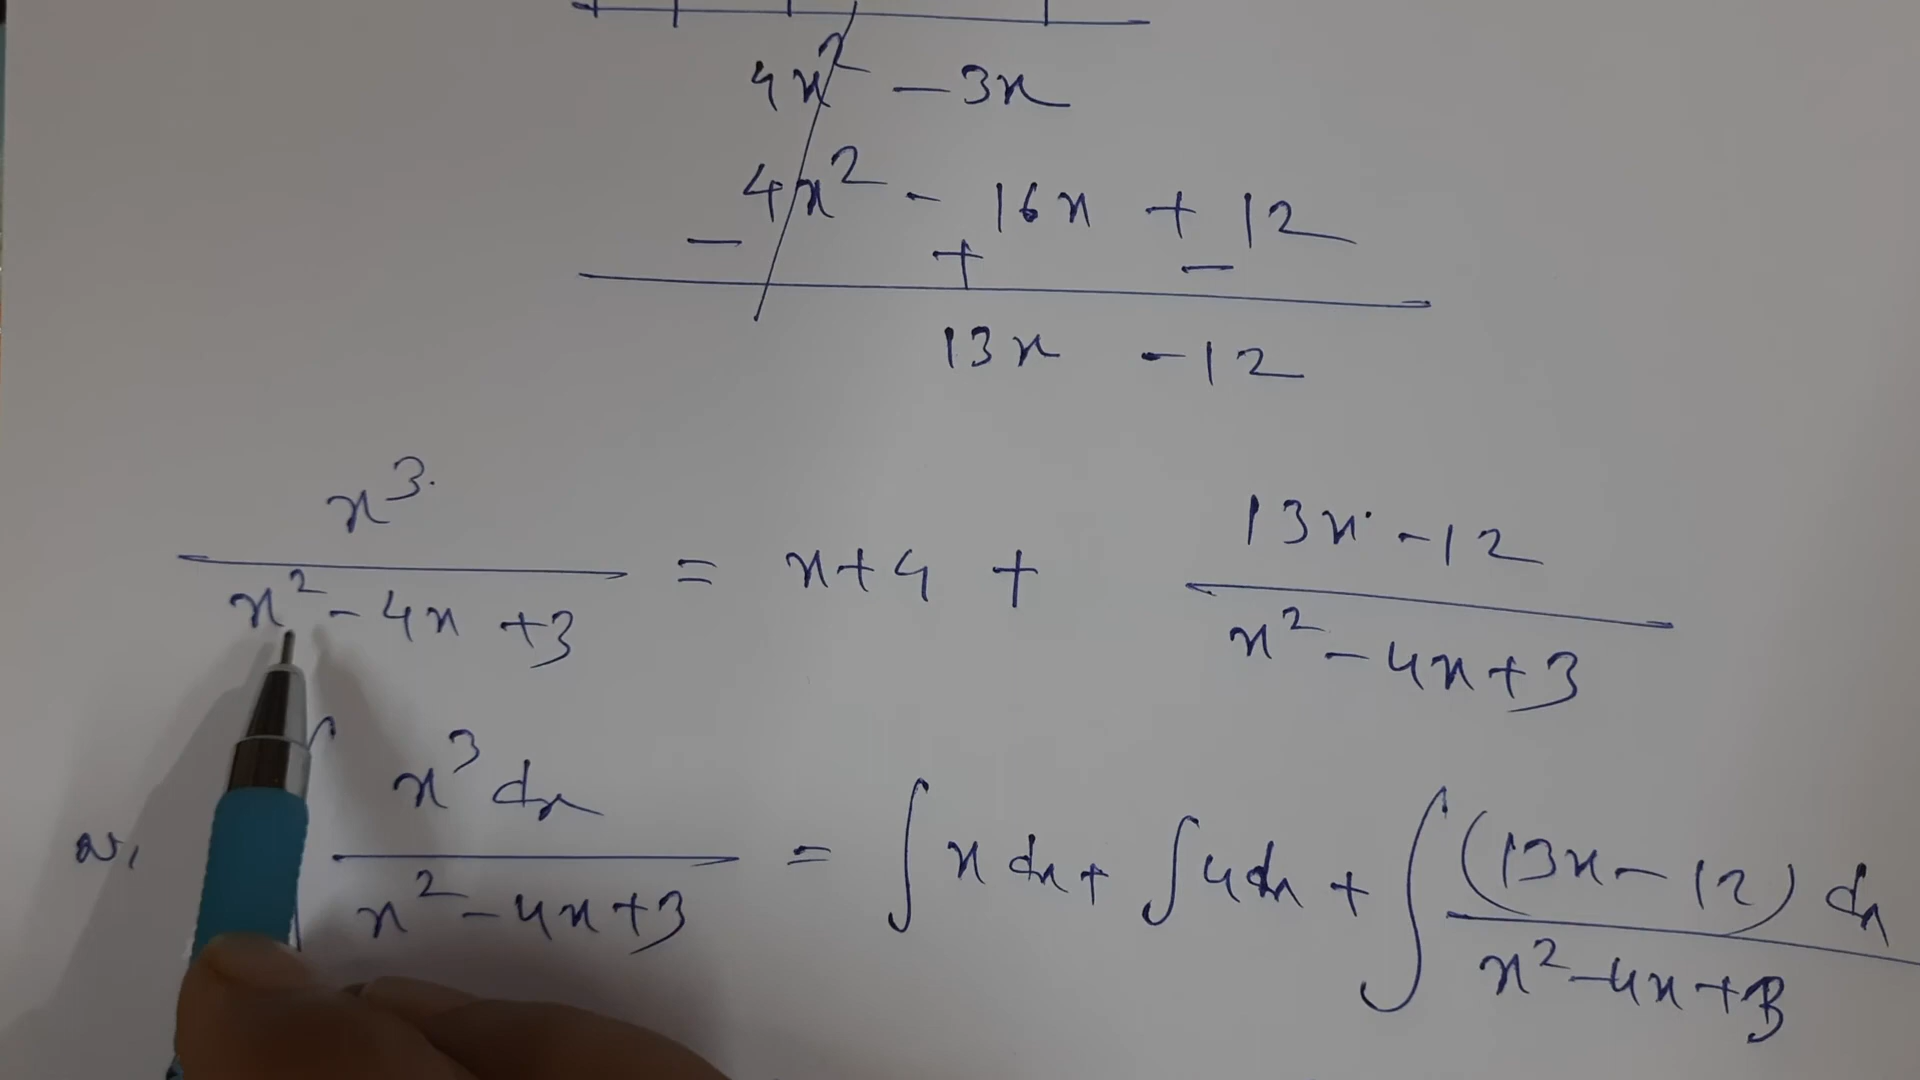 4x² - 3x
4x² - 16x + 12
- + -
13x - 12
x³ / x² - 4x + 3 = x + 4 + 13x - 12 / x² - 4x + 3
∫ x³ dx / x² - 4x + 3 = ∫ x dx + ∫ 4 dx + ∫ (13x - 12) dx / x² - 4x + 3